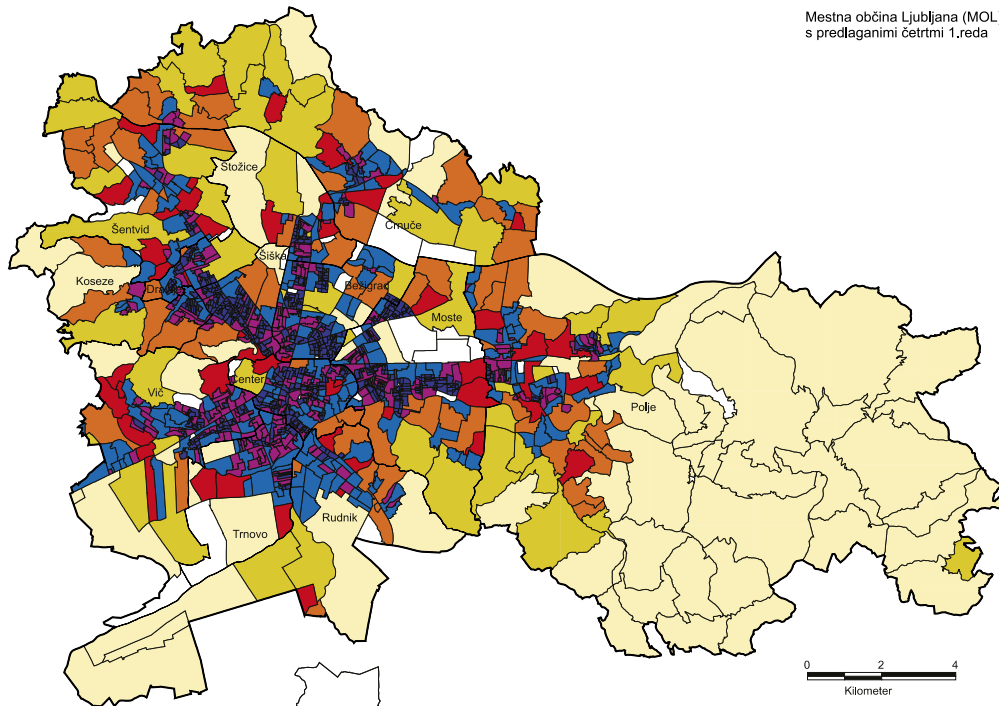 Mestna občina Ljubljana (MOL)
s predlaganimi četrtmi 1.reda
Stožice
Šentvid
Črnuče
Šiška
Koseze
Bežigrad
Moste
Center
Vič
Polje
Rudnik
Trnovo
0 2 4
Kilometer